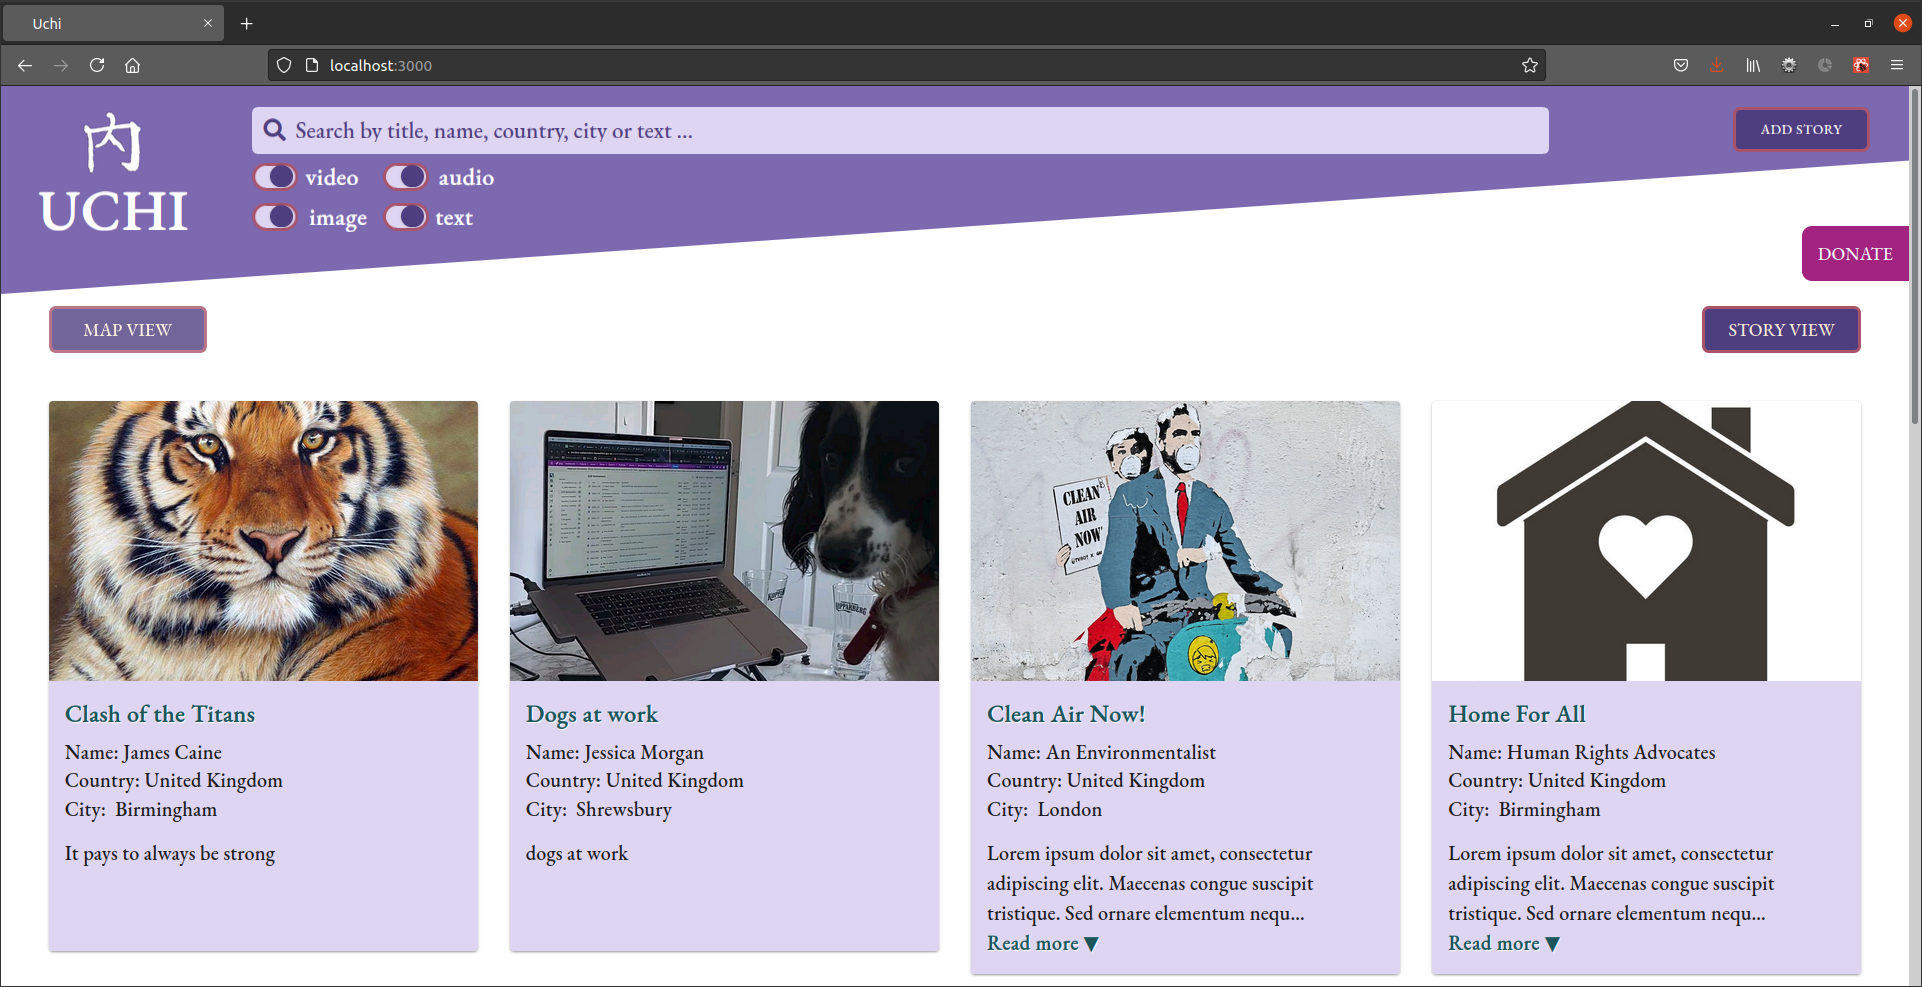 Uchi
localhost:3000
内
UCHI
Search by title, name, country, city or text ...
ADD STORY
video
audio
image
text
DONATE
MAP VIEW
STORY VIEW
CLEAN
AIR
NOW
KOPPARBERG
Clash of the Titans
Name: James Caine
Country: United Kingdom
City: Birmingham
It pays to always be strong
Dogs at work
Name: Jessica Morgan
Country: United Kingdom
City: Shrewsbury
dogs at work
Clean Air Now!
Name: An Environmentalist
Country: United Kingdom
City: London
Lorem ipsum dolor sit amet, consectetur
adipiscing elit. Maecenas congue suscipit
tristique. Sed ornare elementum nequ...
Read more ▼
Home For All
Name: Human Rights Advocates
Country: United Kingdom
City: Birmingham
Lorem ipsum dolor sit amet, consectetur
adipiscing elit. Maecenas congue suscipit
tristique. Sed ornare elementum nequ...
Read more ▼